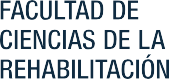 FACULTAD DE
CIENCIAS DE LA
REHABILITACIÓN